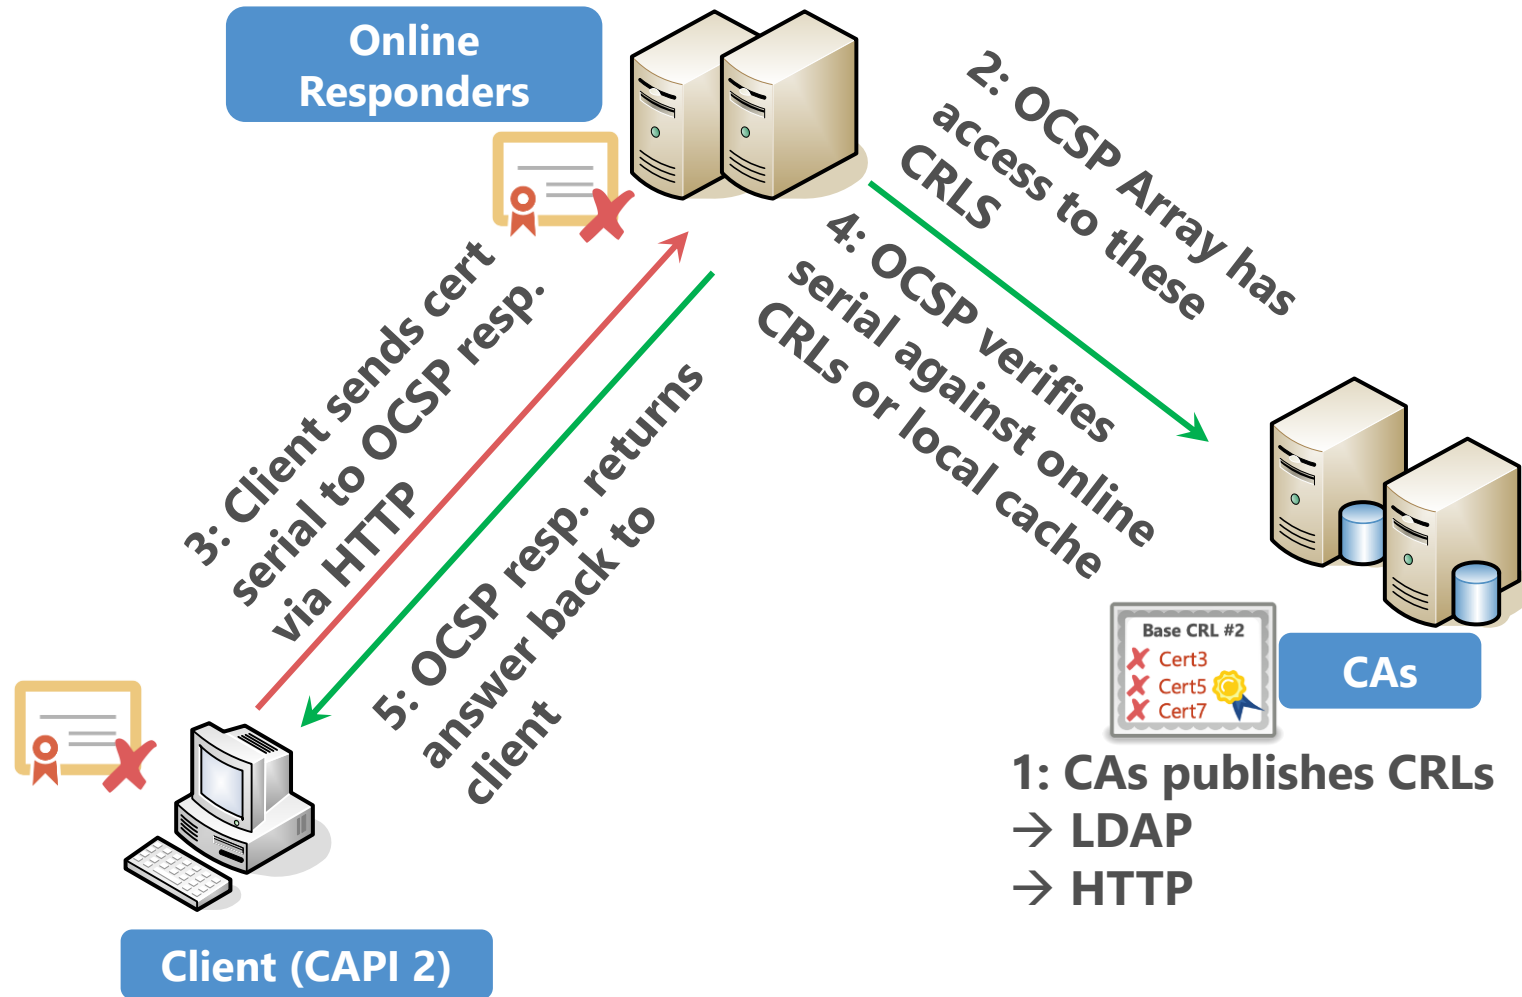 Online
Responders
2: OCSP Array has
access to these
CRLS
4: OCSP verifies
serial against online
CRLs or local cache
3: Client sends cert
serial to OCSP resp.
via HTTP
5: OCSP resp. returns
answer back to
client
Base CRL #2
Cert3
Cert5
Cert7
CAs
1: CAs publishes CRLs
→ LDAP
→ HTTP
Client (CAPI 2)